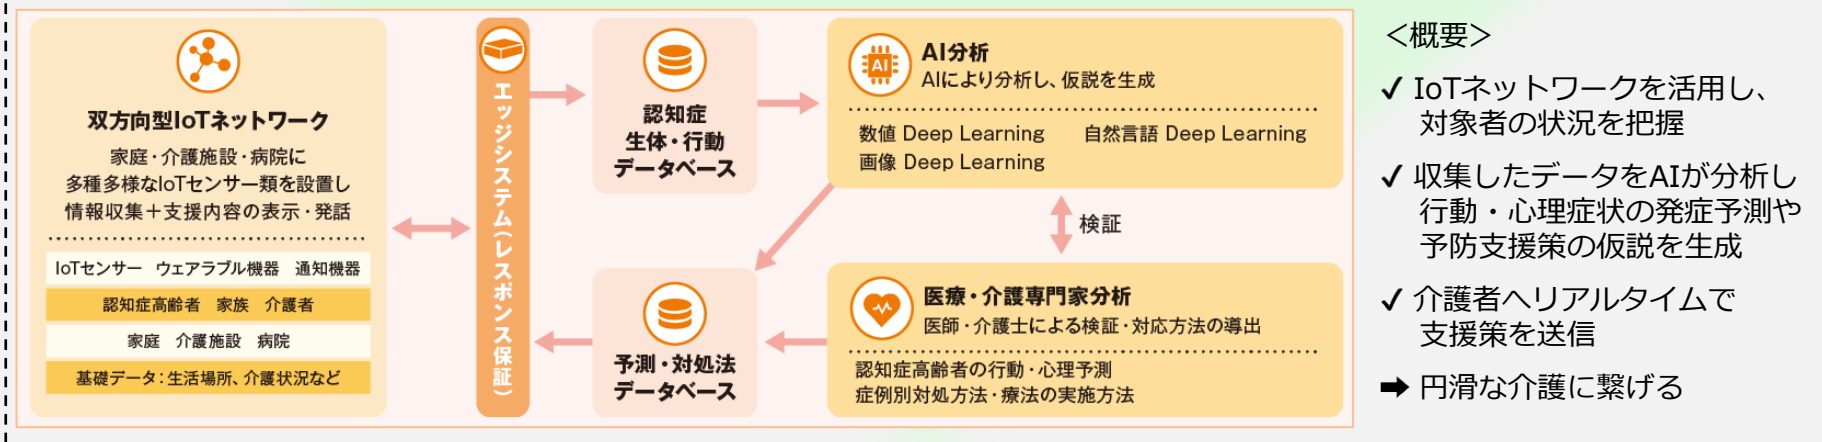 双方向型IoTネットワーク
家庭・介護施設・病院に
多種多様なIoTセンサー類を設置し
情報収集＋支援内容の表示・発話
IoTセンサー　ウェアラブル機器　通知機器
認知症高齢者　家族　介護者
家庭　介護施設　病院
基礎データ：生活場所、介護状況など
エッジシステム（レスポンス保証）
認知症
生体・行動
データベース
予測・対処法
データベース
AI
AI分析
AIにより分析し、仮説を生成
数値 Deep Learning　自然言語 Deep Learning
画像 Deep Learning
検証
医療・介護専門家分析
医師・介護士による検証・対応方法の導出
認知症高齢者の行動・心理予測
症例別対処方法・療法の実施方法
＜概要＞
✓ IoTネットワークを活用し、
対象者の状況を把握
✓ 収集したデータをAIが分析し
行動・心理症状の発症予測や
予防支援策の仮説を生成
✓ 介護者へリアルタイムで
支援策を送信
➡ 円滑な介護に繋げる